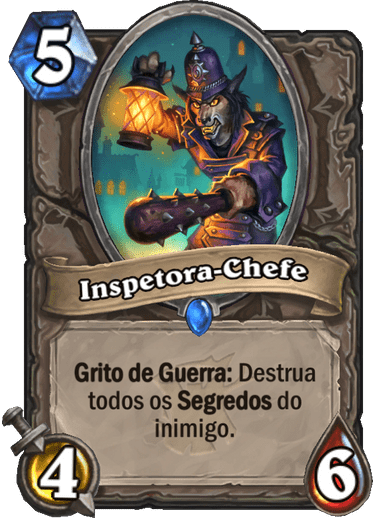 5
Inspetora-Chefe
Grito de Guerra: Destrua
todos os Segredos do
inimigo.
4
6